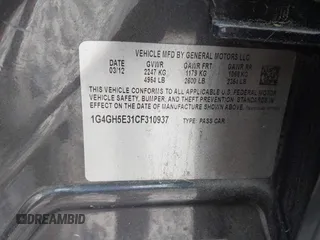 VEHICLE MFD BY GENERAL MOTORS LLC
DATE GVWR GAWR FRT GAWR RR
03/12 2247 KG 1179 KG
4954 LB 2600 LB 2354 LB
THIS VEHICLE CONFORMS TO ALL APPLICABLE U.S. FEDERAL MOTOR
VEHICLE SAFETY, BUMPER, AND THEFT PREVENTION STANDARDS
IN EFFECT ON THE DATE OF MANUFACTURE SHOWN ABOVE.
1G4GH5E31CF310937 TYPE: PASS CAR
DREAMBID